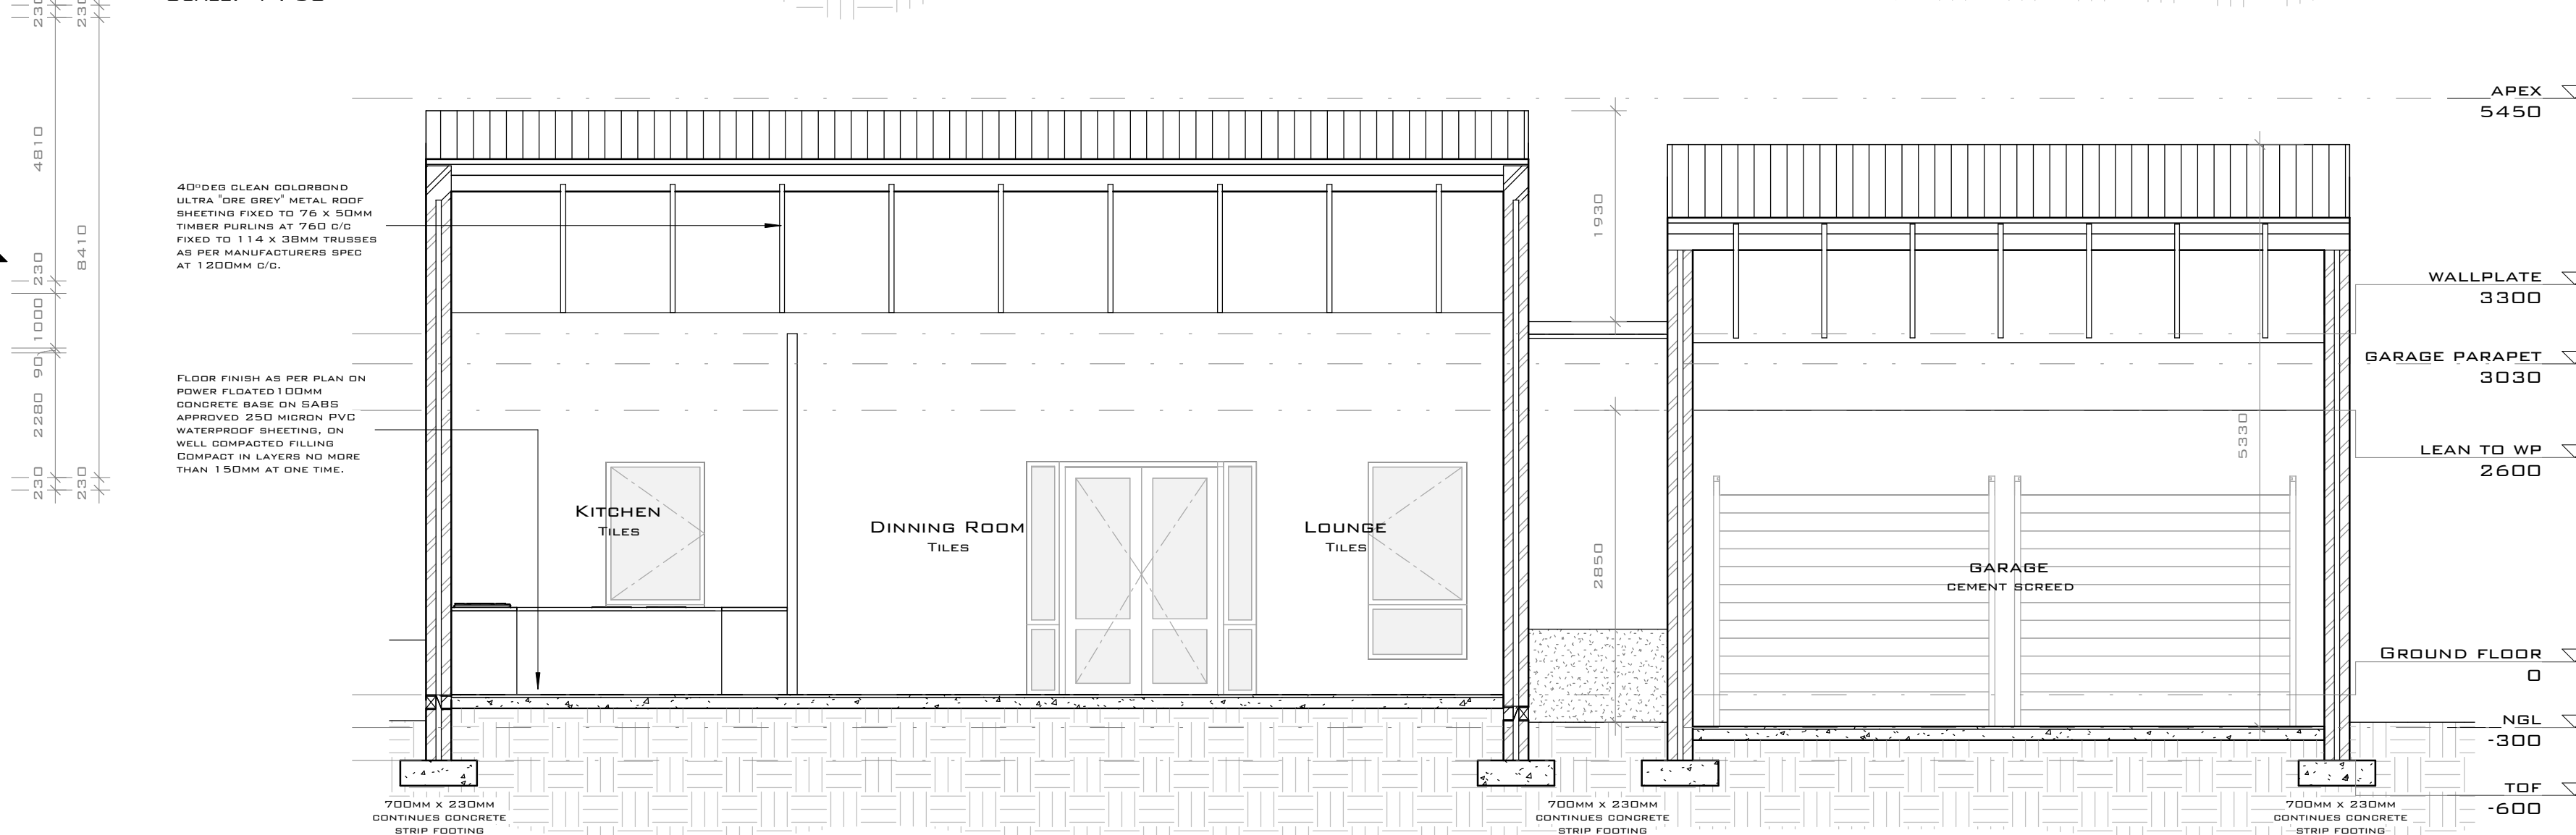 230
230
4810
230
8410
1000
90
2280
230
230
40°DEG CLEAN COLORBOND
ULTRA "ORE GREY" METAL ROOF
SHEETING FIXED TO 76 X 50MM
TIMBER PURLINS AT 760 C/C
FIXED TO 114 X 38MM TRUSSES
AS PER MANUFACTURERS SPEC
AT 1200MM C/C.
FLOOR FINISH AS PER PLAN ON
POWER FLOATED100MM
CONCRETE BASE ON SABS
APPROVED 250 MICRON PVC
WATERPROOF SHEETING, ON
WELL COMPACTED FILLING
COMPACT IN LAYERS NO MORE
THAN 150MM AT ONE TIME.
KITCHEN
TILES
DINNING ROOM
TILES
LOUNGE
TILES
1930
2850
5330
GARAGE
CEMENT SCREED
APEX
5450
WALLPLATE
3300
GARAGE PARAPET
3030
LEAN TO WP
2600
GROUND FLOOR
0
NGL
-300
TOF
-600
700MM X 230MM
CONTINUES CONCRETE
STRIP FOOTING
700MM X 230MM
CONTINUES CONCRETE
STRIP FOOTING
700MM X 230MM
CONTINUES CONCRETE
STRIP FOOTING